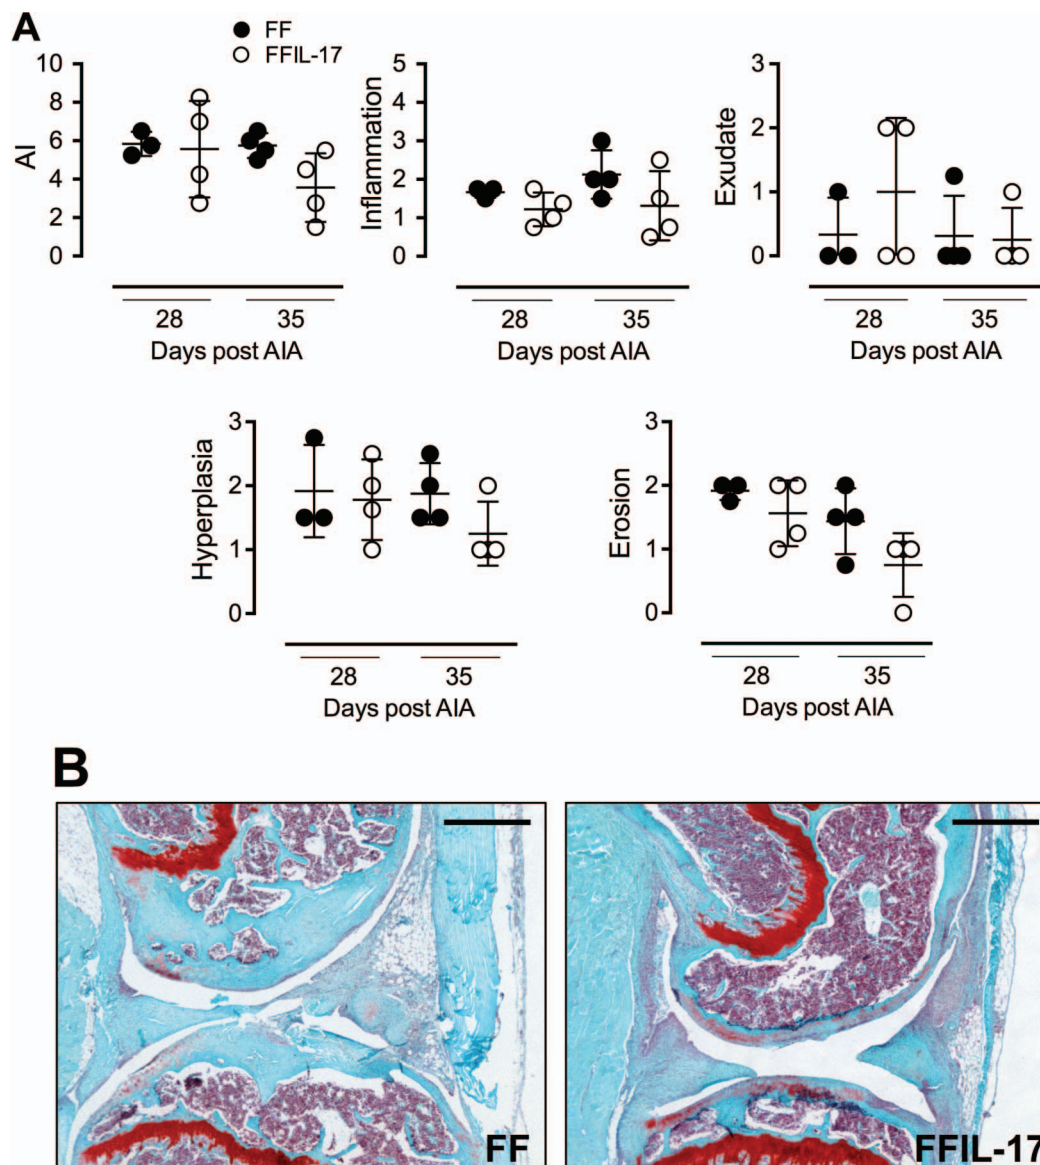 A
FF
FFIL-17
AI
10
8
6
4
2
0
28
35
Days post AIA
Inflammation
5
4
3
2
1
0
28
35
Days post AIA
Exudate
3
2
1
0
28
35
Days post AIA
Hyperplasia
3
2
1
0
28
35
Days post AIA
Erosion
3
2
1
0
28
35
Days post AIA
B
FF
FFIL-17